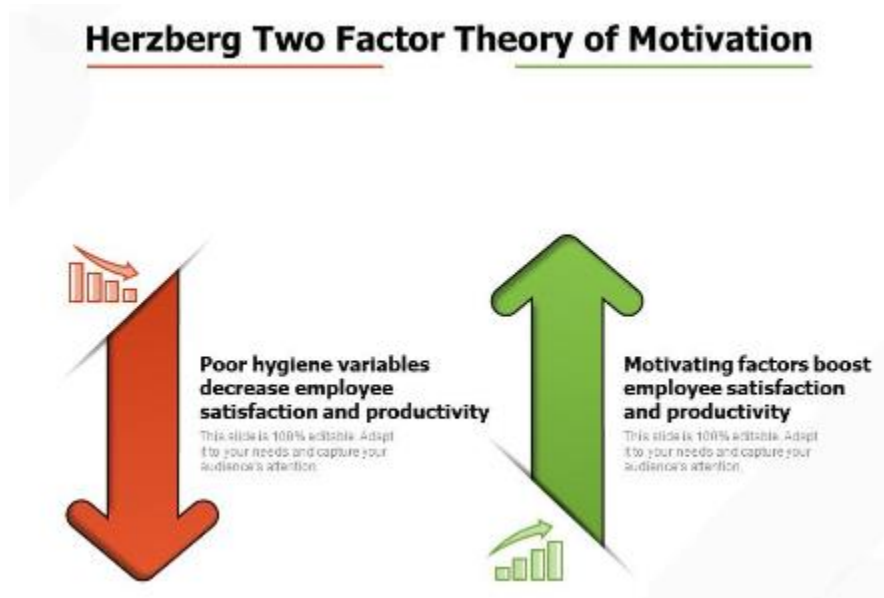 Herzberg Two Factor Theory of Motivation
Poor hygiene variables
decrease employee
satisfaction and productivity
This slide is 100% editable. Adapt
it to your needs and capture your
audience's attention.
Motivating factors boost
employee satisfaction
and productivity
This slide is 100% editable. Adapt
it to your needs and capture your
audience's attention.